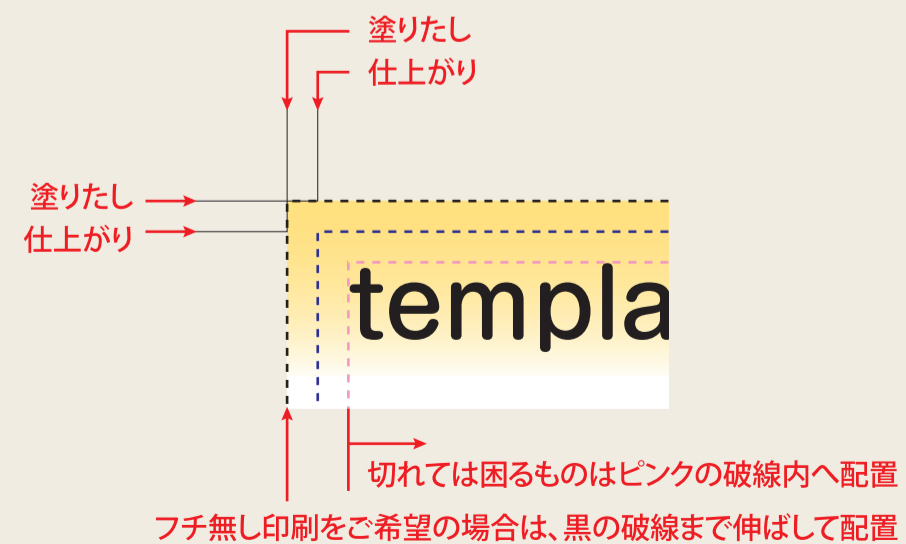 塗りたし
仕上がり
塗りたし
仕上がり
templa
切れては困るものはピンクの破線内へ配置
フチ無し印刷をご希望の場合は、黒の破線まで伸ばして配置